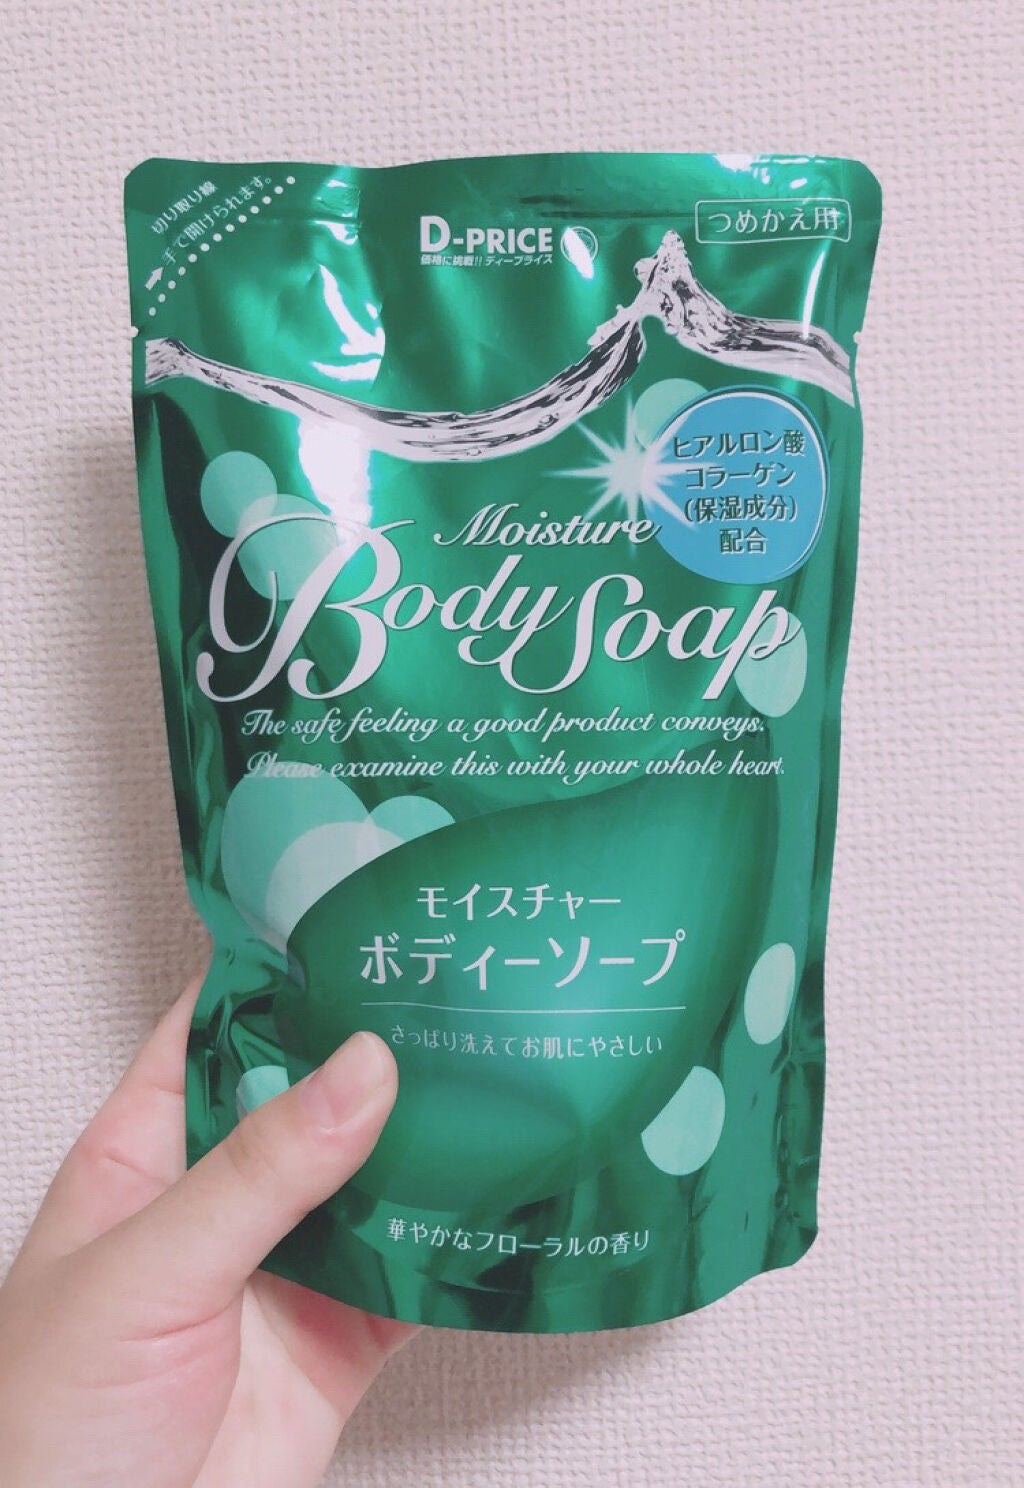 切り取り線
手で開けられます。
D-PRICE
価格に挑戦!! ディープライス
つめかえ用
ヒアルロン酸
コラーゲン
(保湿成分)
配合
Moisture
Body Soap
The safe feeling a good product conveys.
Please examine this with your whole heart.
モイスチャー
ボディーソープ
さっぱり洗えてお肌にやさしい
華やかなフローラルの香り